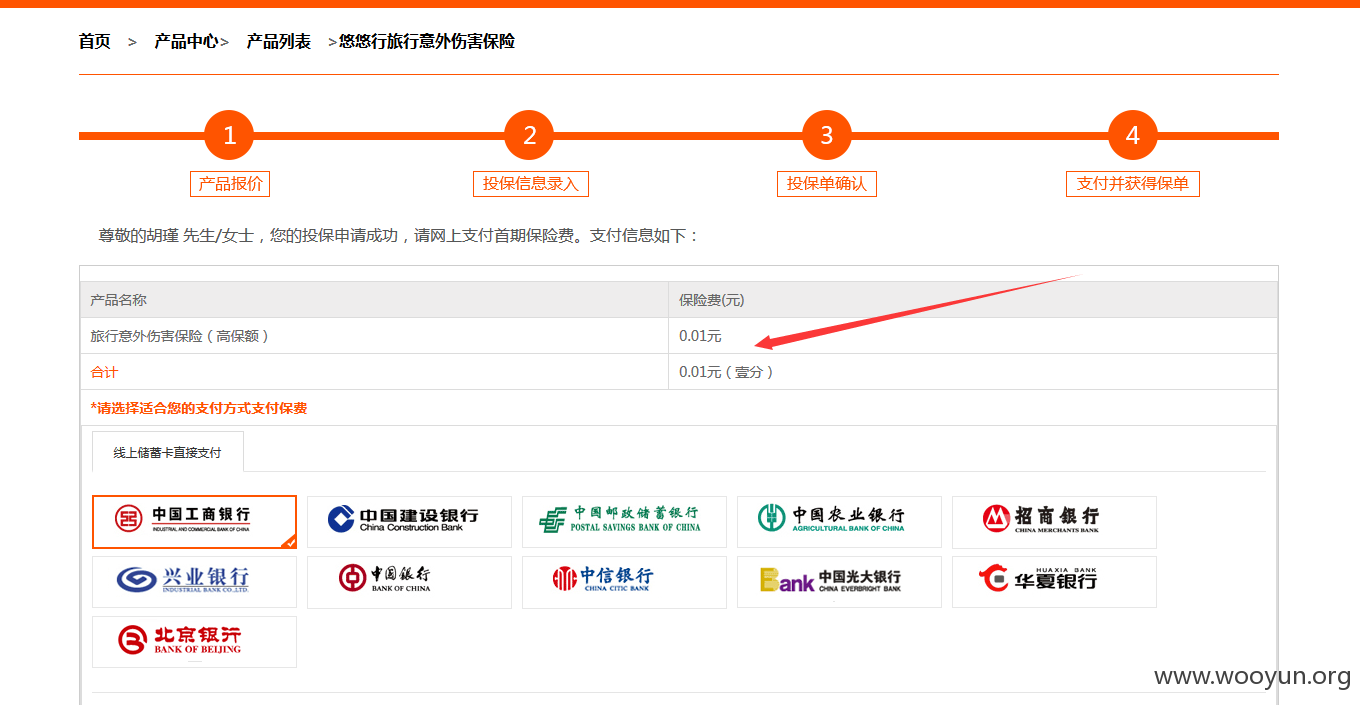 首页 > 产品中心> 产品列表 >悠悠行旅行意外伤害保险
1 2 3 4
产品报价 投保信息录入 投保单确认 支付并获得保单
尊敬的胡瑾 先生/女士，您的投保申请成功，请网上支付首期保险费。支付信息如下：
产品名称 保险费(元)
旅行意外伤害保险（高保额） 0.01元
合计 0.01元（壹分）
*请选择适合您的支付方式支付保费
线上储蓄卡直接支付
中国工商银行 中国建设银行 中国邮政储蓄银行 中国农业银行 招商银行
INDUSTRIAL AND COMMERCIAL BANK OF CHINA China Construction Bank POSTAL SAVINGS BANK OF CHINA AGRICULTURAL BANK OF CHINA CHINA MERCHANTS BANK
兴业银行 中国银行 中信银行 Bank 中国光大银行 HUAXIA BANK 华夏银行
INDUSTRIAL BANK CO.,LTD. BANK OF CHINA CHINA CITIC BANK CHINA EVERBRIGHT BANK
北京银行
BANK OF BEIJING
www.wooyun.org